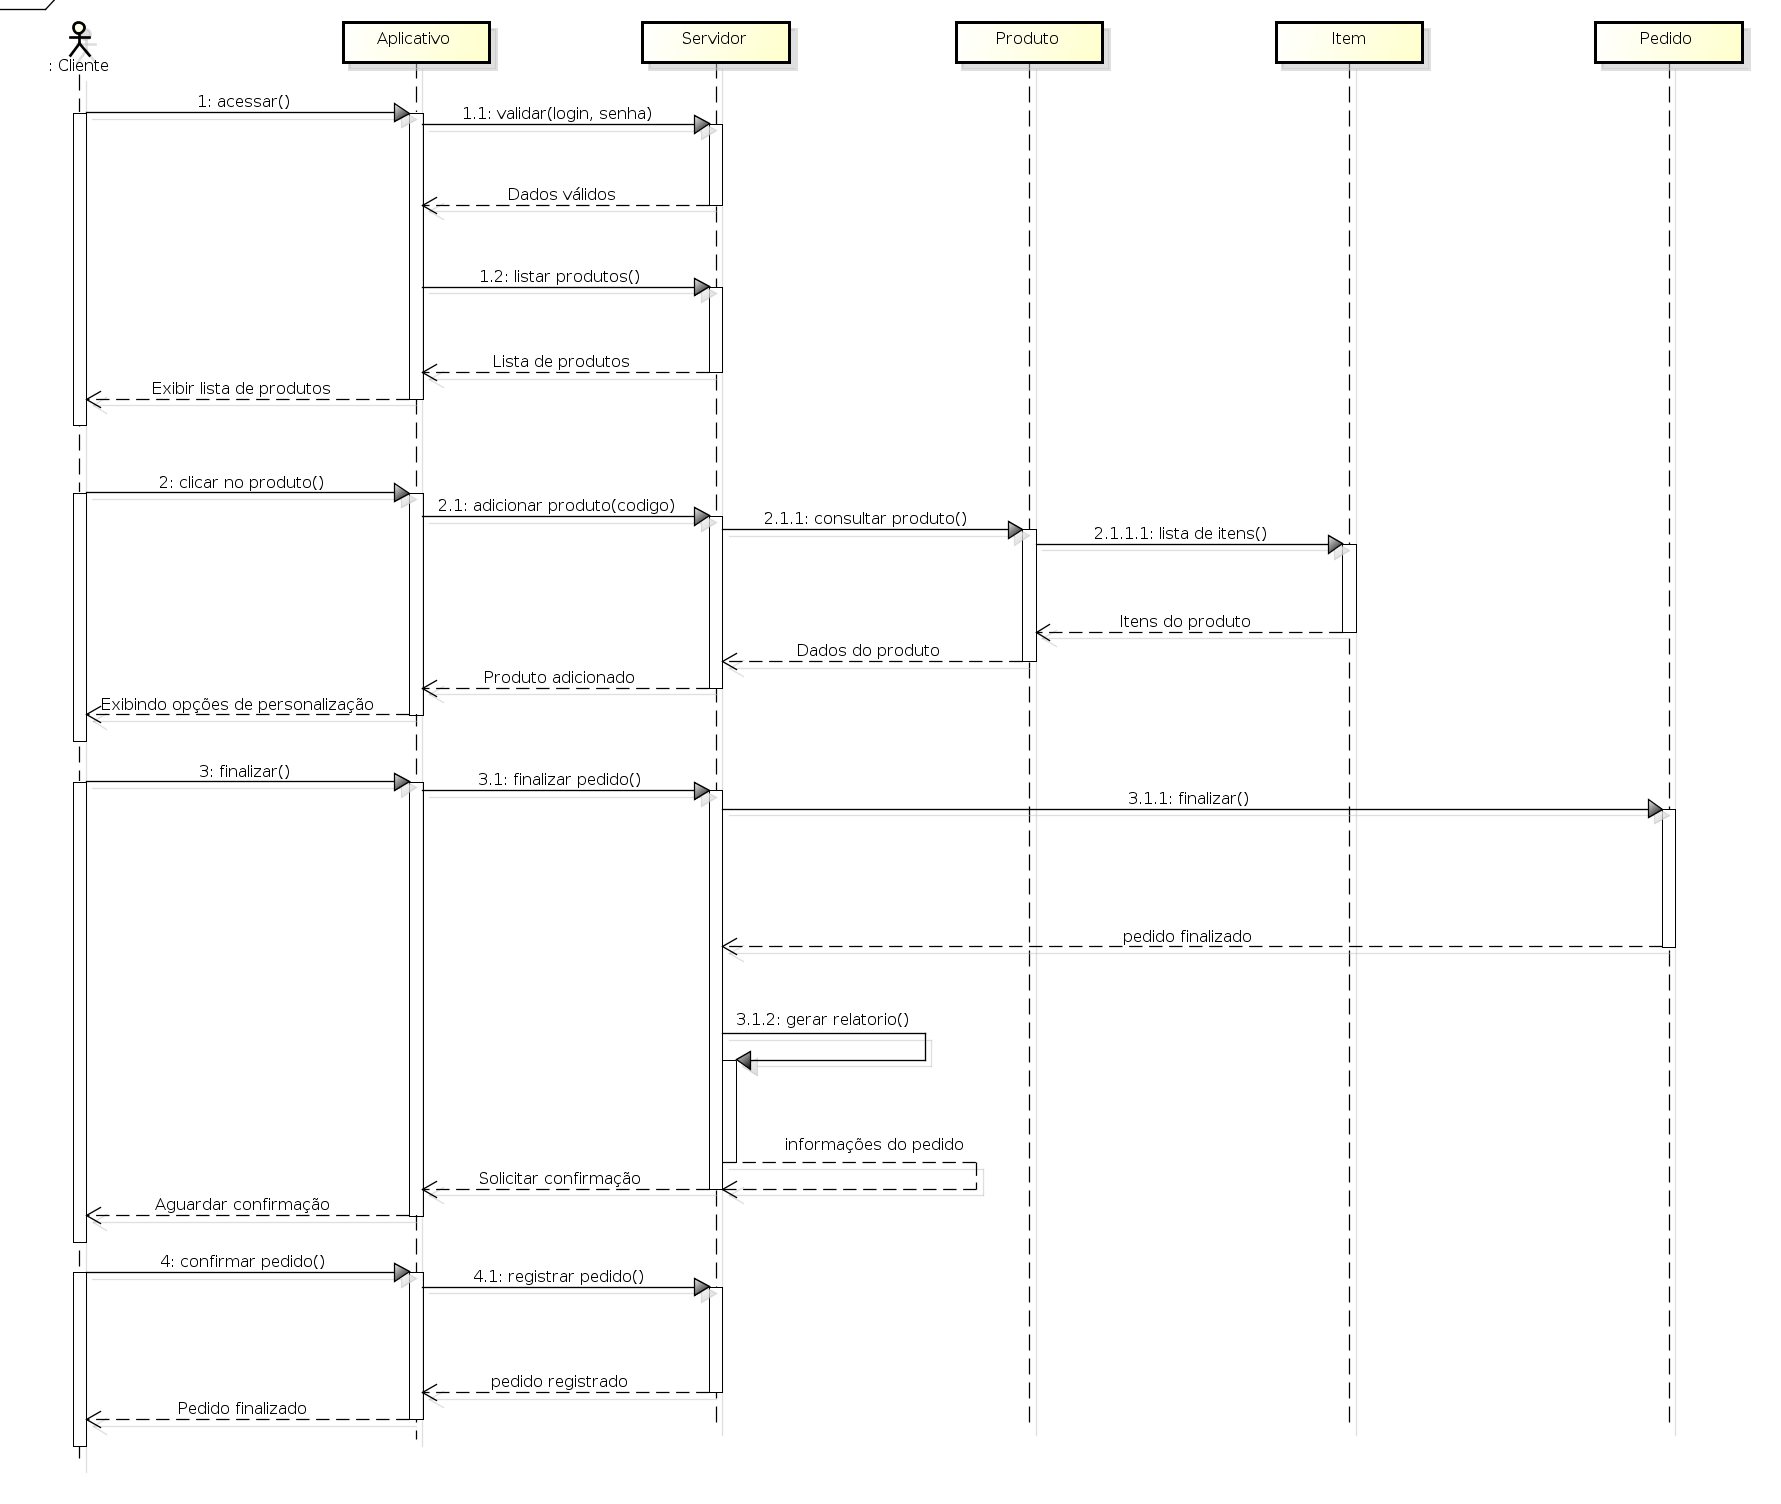 : Cliente
Aplicativo
Servidor
Produto
Item
Pedido
1: acessar()
1.1: validar(login, senha)
Dados válidos
1.2: listar produtos()
Lista de produtos
Exibir lista de produtos
2: clicar no produto()
2.1: adicionar produto(codigo)
2.1.1: consultar produto()
2.1.1.1: lista de itens()
Itens do produto
Dados do produto
Produto adicionado
Exibindo opções de personalização
3: finalizar()
3.1: finalizar pedido()
3.1.1: finalizar()
pedido finalizado
3.1.2: gerar relatorio()
informações do pedido
Solicitar confirmação
Aguardar confirmação
4: confirmar pedido()
4.1: registrar pedido()
pedido registrado
Pedido finalizado